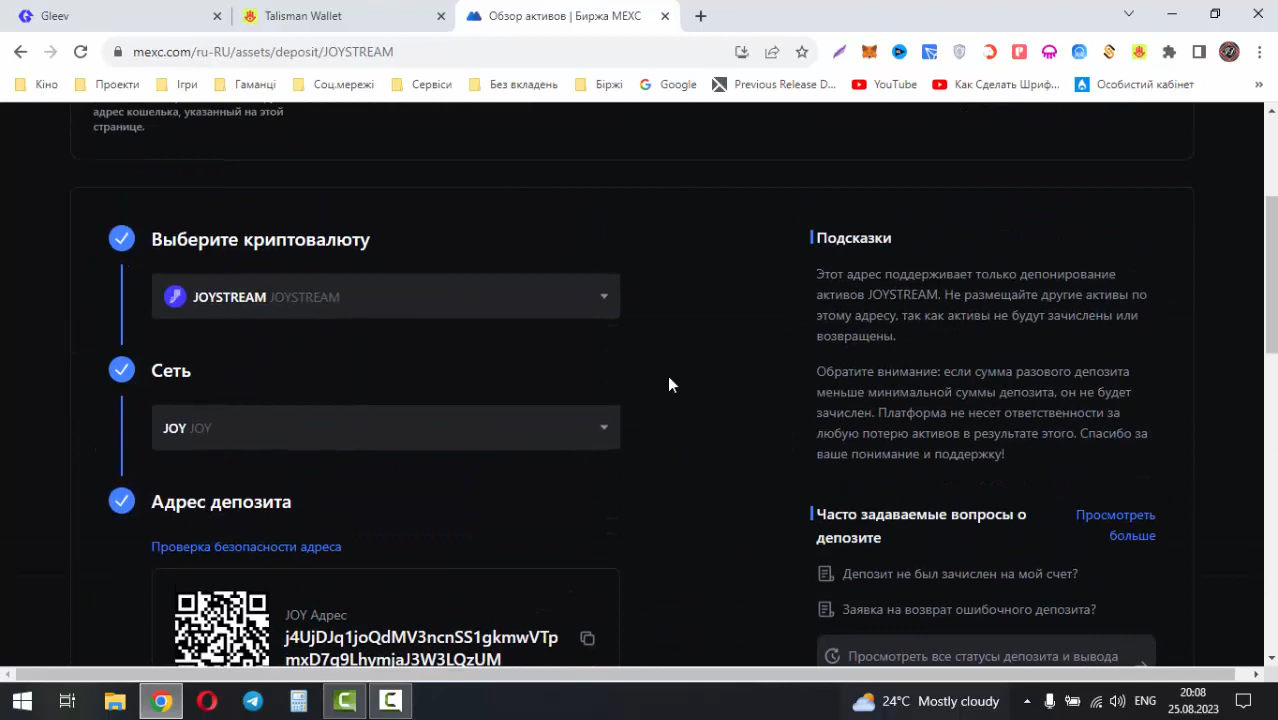 Gleev
Talisman Wallet
Обзор активов | Биржа MEXC
mexc.com/ru-RU/assets/deposit/JOYSTREAM
Кіно
Проекти
Ігри
Гаманці
Соц.мережі
Сервіси
Без вкладень
Біржі
Google
Previous Release D...
YouTube
Как Сделать Шриф...
Особистий кабінет
»
адрес кошелька, указанный на этой
странице.
Выберите криптовалюту
JOYSTREAM JOYSTREAM
Сеть
JOY JOY
Адрес депозита
Проверка безопасности адреса
JOY Адрес
j4UjDJq1joQdMV3ncnSS1gkmwVTp
mxD7q9LhymjaJ3W3LQzUM
Подсказки
Этот адрес поддерживает только депонирование
активов JOYSTREAM. Не размещайте другие активы по
этому адресу, так как активы не будут зачислены или
возвращены.
Обратите внимание: если сумма разового депозита
меньше минимальной суммы депозита, он не будет
зачислен. Платформа не несет ответственности за
любую потерю активов в результате этого. Спасибо за
ваше понимание и поддержку!
Часто задаваемые вопросы о
депозите
Просмотреть
больше
Депозит не был зачислен на мой счет?
Заявка на возврат ошибочного депозита?
Просмотреть все статусы депозита и вывода
24°C Mostly cloudy
ENG
20:08
25.08.2023